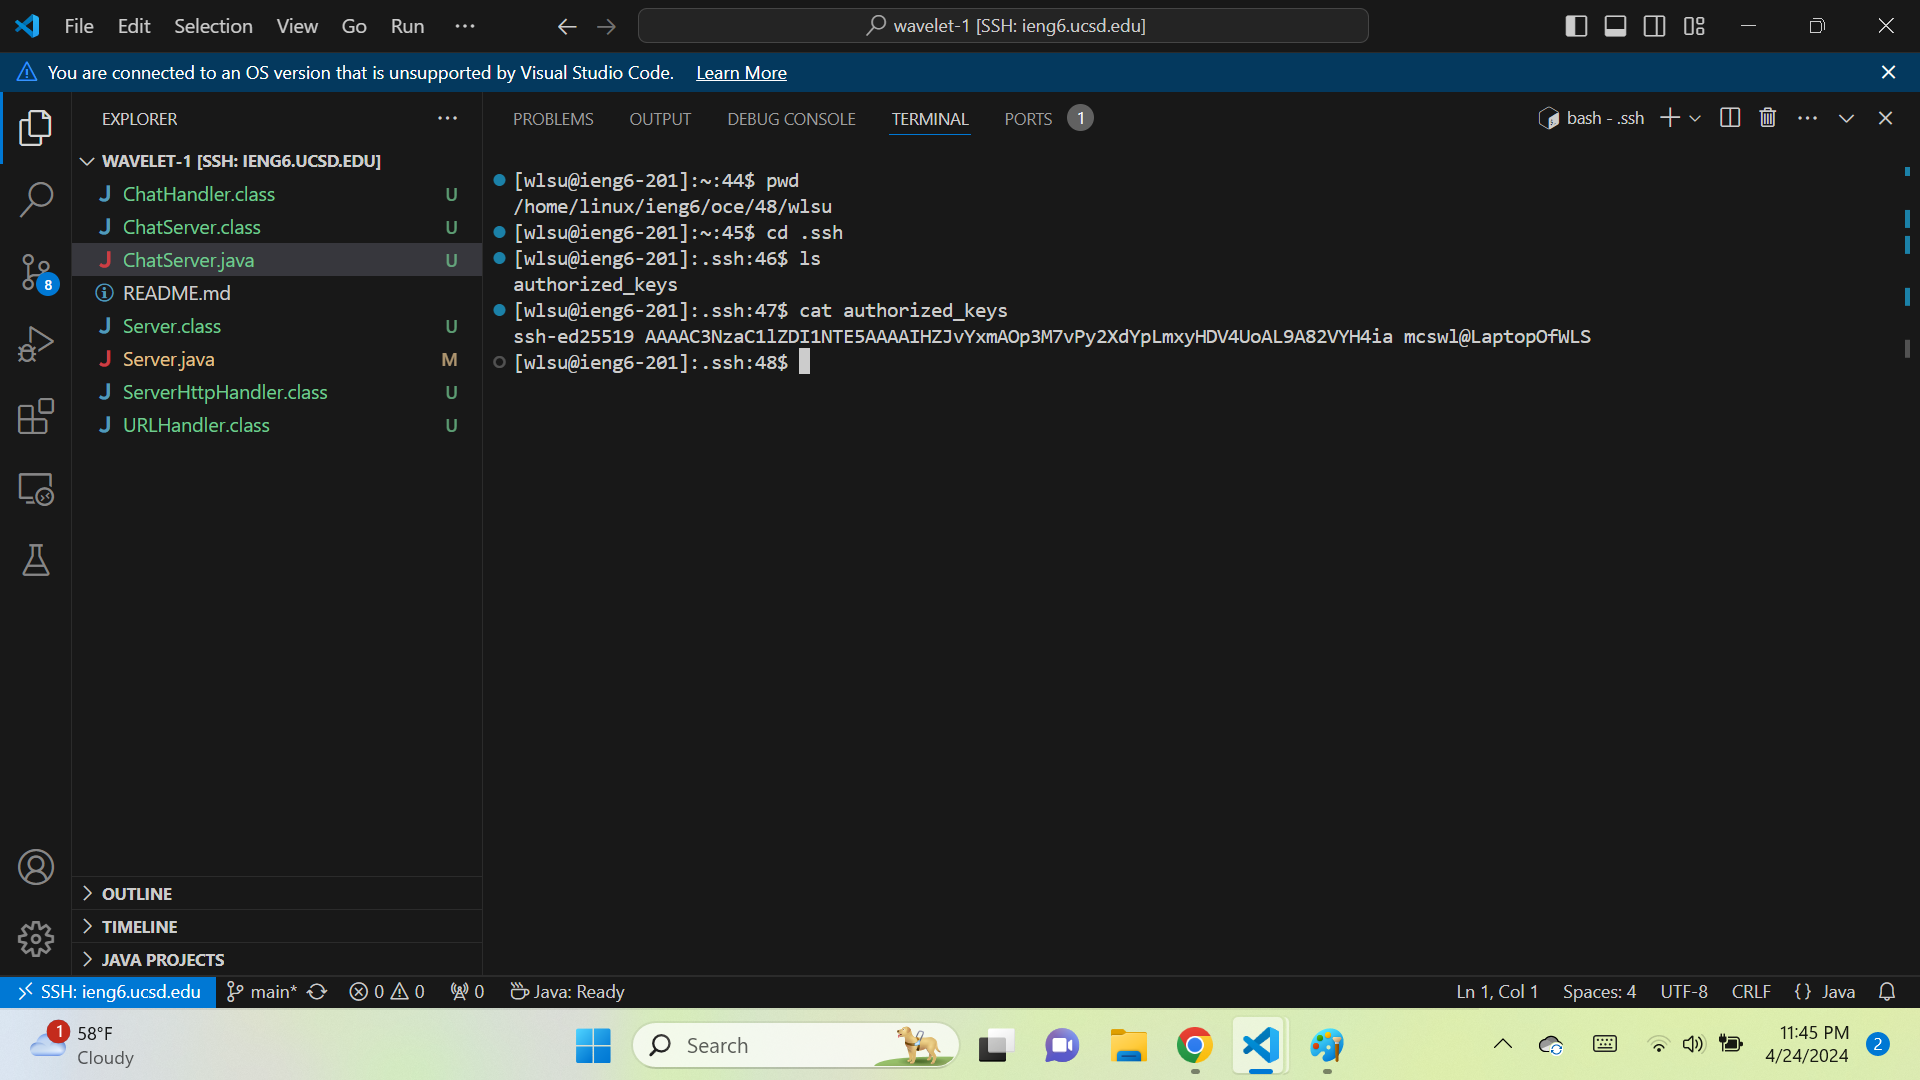 File Edit Selection View Go Run ···
wavelet-1 [SSH: ieng6.ucsd.edu]
You are connected to an OS version that is unsupported by Visual Studio Code. Learn More
EXPLORER
WAVELET-1 [SSH: IENG6.UCSD.EDU]
J ChatHandler.class U
J ChatServer.class U
J ChatServer.java U
README.md
J Server.class U
J Server.java M
J ServerHttpHandler.class U
J URLHandler.class U
8
OUTLINE
TIMELINE
JAVA PROJECTS
PROBLEMS OUTPUT DEBUG CONSOLE TERMINAL PORTS 1
bash - .ssh
[wlsu@ieng6-201]:~:44$ pwd
/home/linux/ieng6/oce/48/wlsu
[wlsu@ieng6-201]:~:45$ cd .ssh
[wlsu@ieng6-201]:.ssh:46$ ls
authorized_keys
[wlsu@ieng6-201]:.ssh:47$ cat authorized_keys
ssh-ed25519 AAAAC3NzaC1lZDI1NTE5AAAAIHZJvYxmAOp3M7vPy2XdYpLmxyHDV4UoAL9A82VYH4ia mcswl@LaptopOfWLS
[wlsu@ieng6-201]:.ssh:48$
SSH: ieng6.ucsd.edu main* 0 0 0 Java: Ready
Ln 1, Col 1 Spaces: 4 UTF-8 CRLF {} Java
1 58°F
Cloudy
Search
11:45 PM
4/24/2024
2